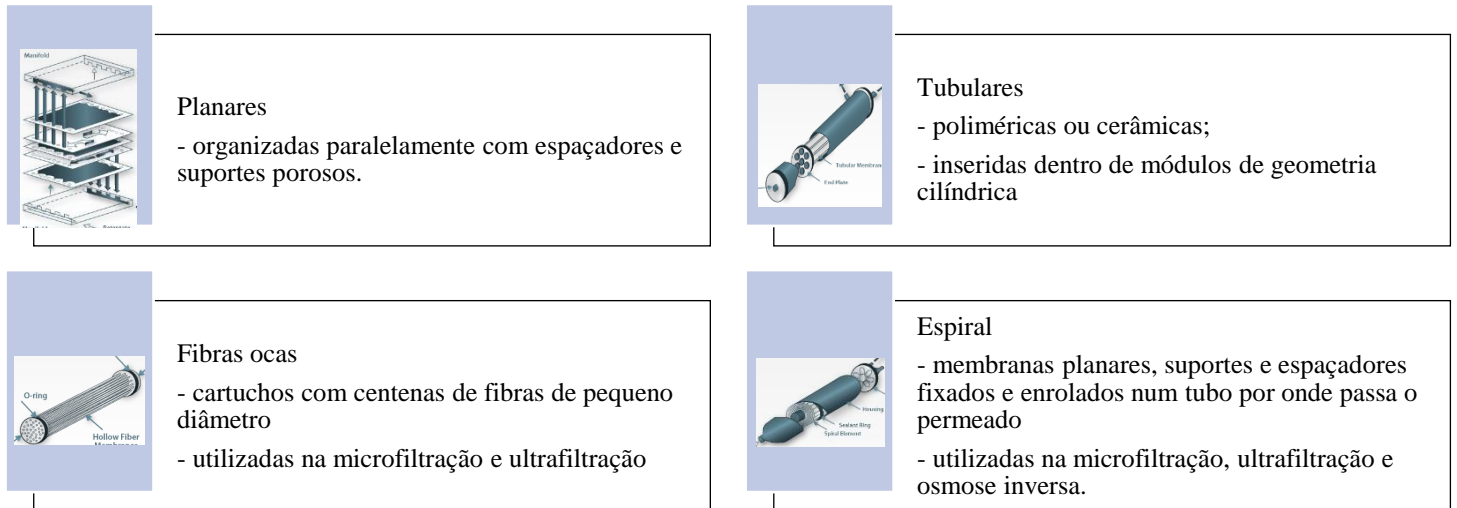 Manifold
Planares
- organizadas paralelamente com espaçadores e
suportes porosos.
Tubular Membran
End Plate
Tubulares
- poliméricas ou cerâmicas;
- inseridas dentro de módulos de geometria
cilíndrica
O-ring
Hollow Fiber
Fibras ocas
- cartuchos com centenas de fibras de pequeno
diâmetro
- utilizadas na microfiltração e ultrafiltração
Housing
Sealant Ring
Spiral Element
Espiral
- membranas planares, suportes e espaçadores
fixados e enrolados num tubo por onde passa o
permeado
- utilizadas na microfiltração, ultrafiltração e
osmose inversa.